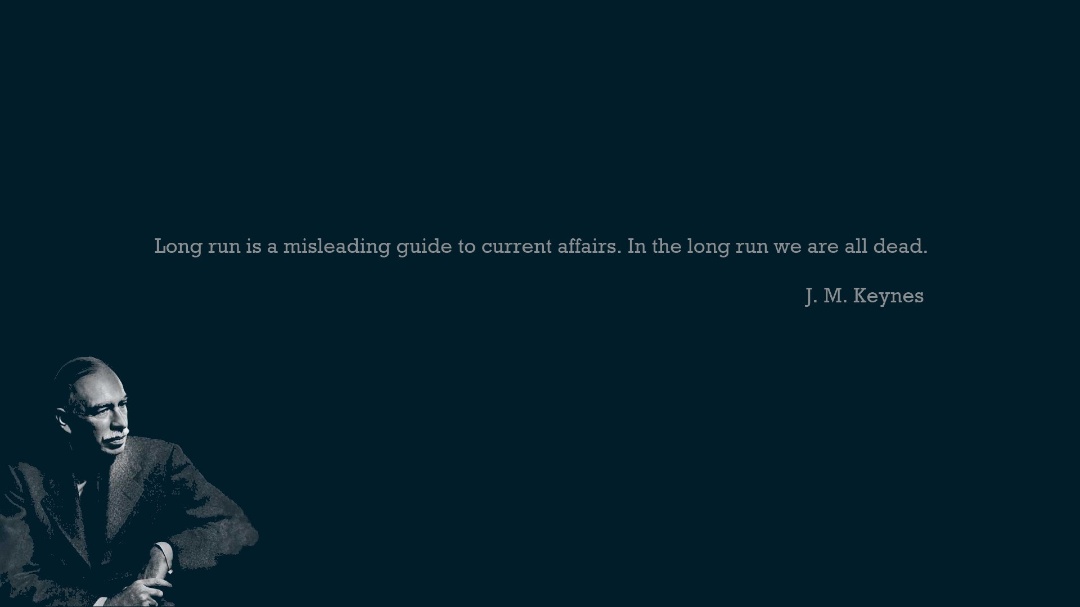 Long run is a misleading guide to current affairs. In the long run we are all dead.
J. M. Keynes